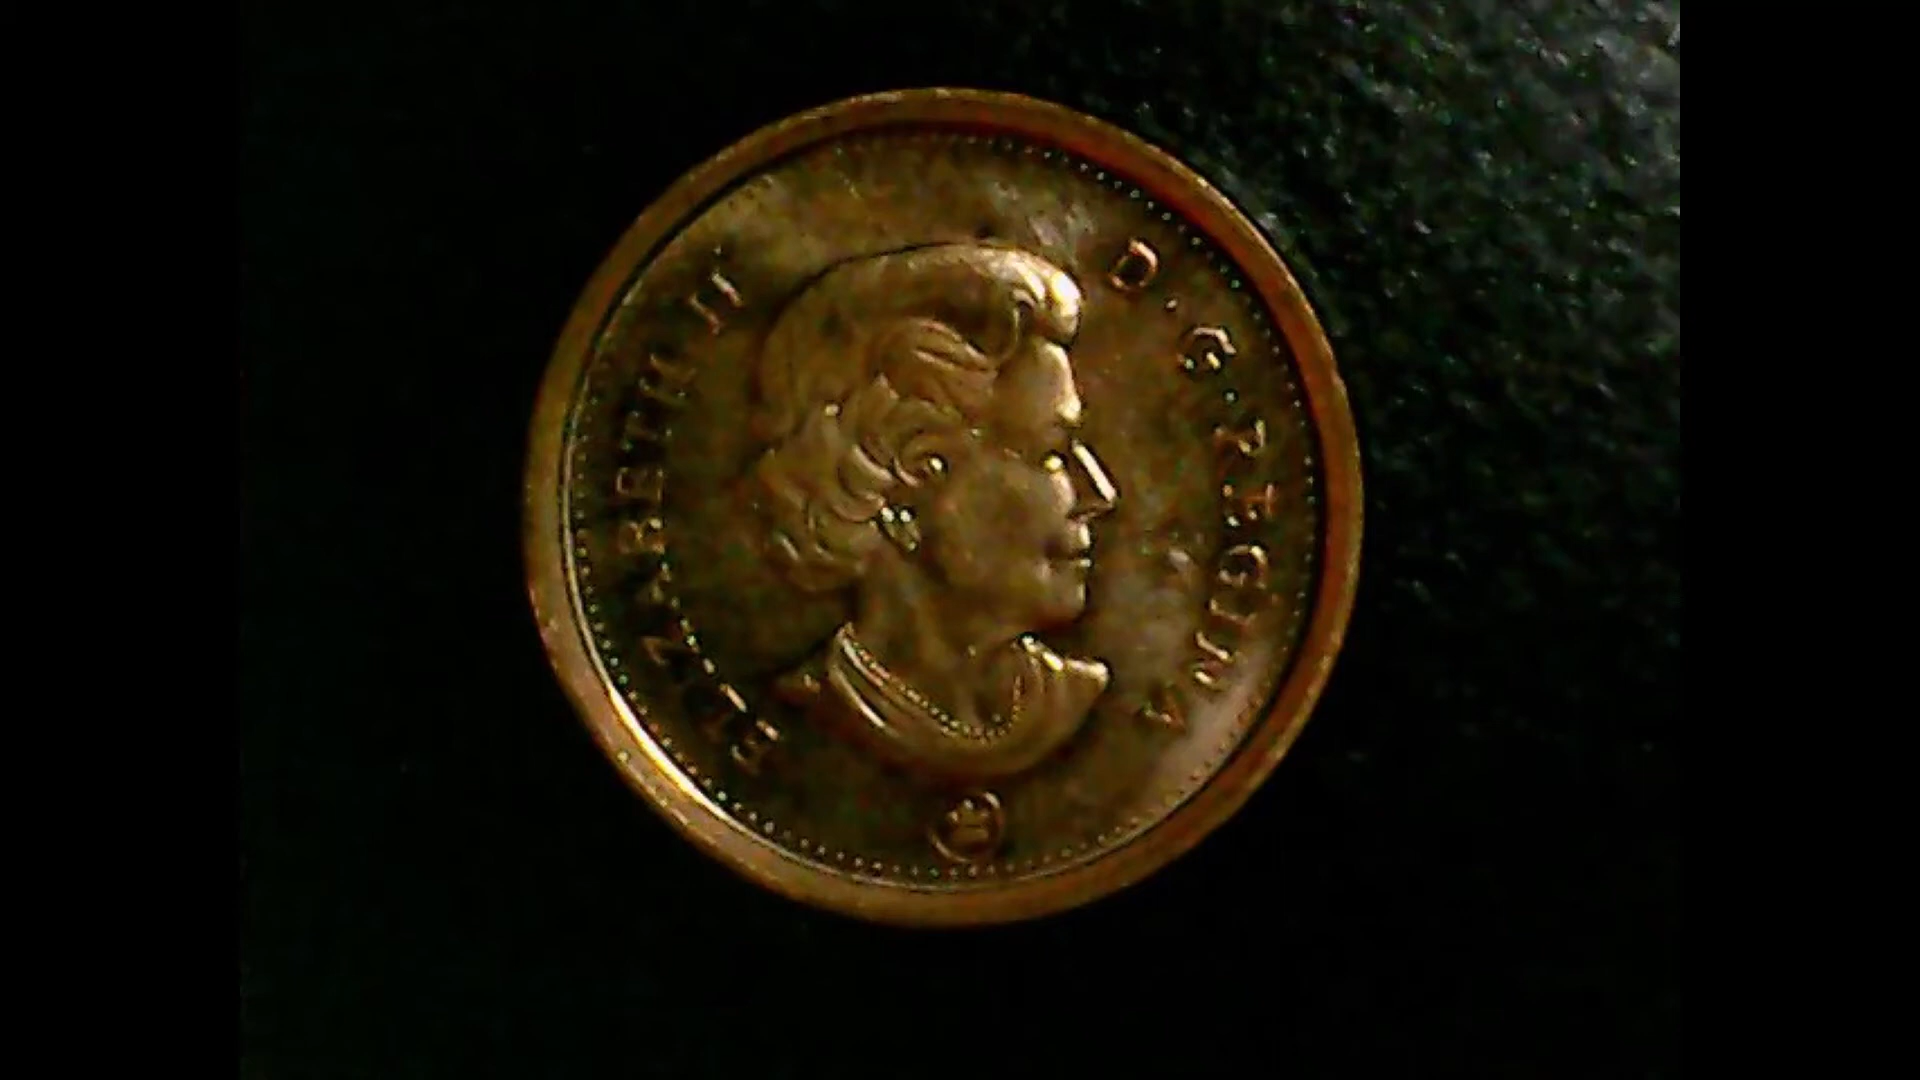 ELIZABETH II
D · G · REGINA